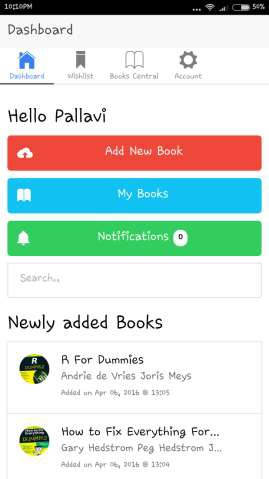 10:10PM
... 54%
Dashboard
Dashboard Wishlist Books Central Account
Hello Pallavi
Add New Book
My Books
Notifications 0
Search..
Newly added Books
R For Dummies
Andrie de Vries Joris Meys
Added on Apr 06, 2016 @ 13:05
How to Fix Everything For...
Gary Hedstrom Peg Hedstrom J...
Added on Apr 06, 2016 @ 13:04